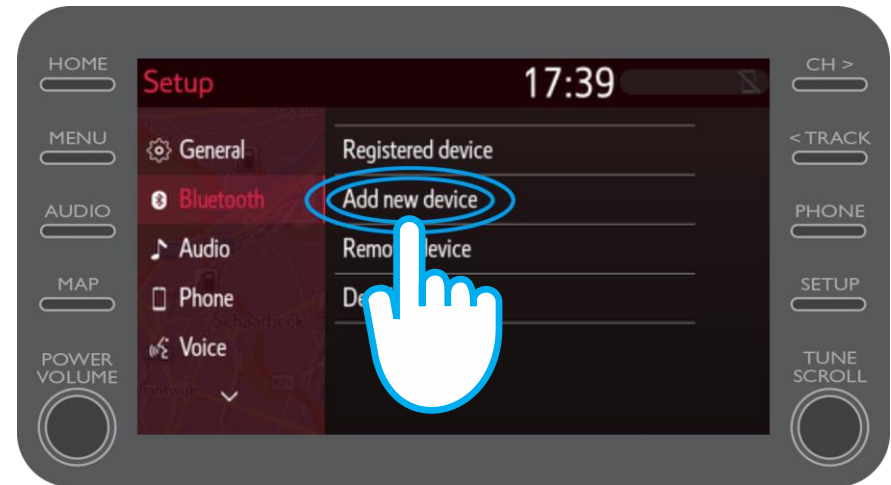 HOME
MENU
AUDIO
MAP
POWER
VOLUME
Setup
17:39
General
Bluetooth
Audio
Phone
Schaarbeek
Voice
Registered device
Add new device
device
CH >
< TRACK
PHONE
SETUP
TUNE
SCROLL